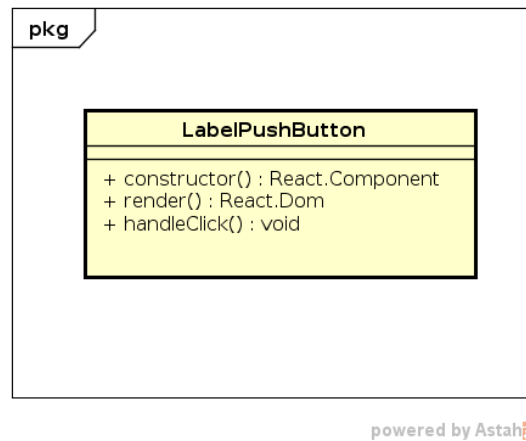 pkg
LabelPushButton
+ constructor() : React.Component
+ render() : React.Dom
+ handleClick() : void
powered by Astah